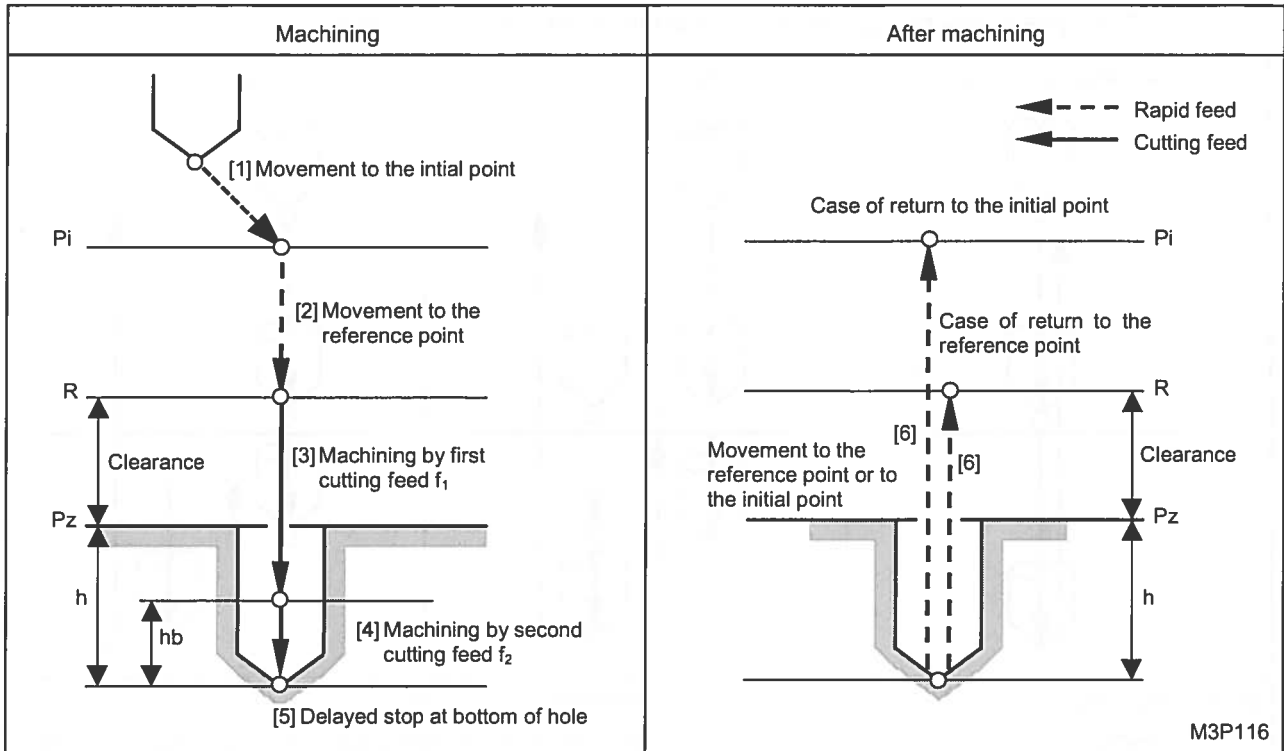 Machining
After machining
[1] Movement to the intial point
Pi
[2] Movement to the
reference point
R
Clearance
[3] Machining by first
cutting feed f₁
Pz
h
hb
[4] Machining by second
cutting feed f₂
[5] Delayed stop at bottom of hole
Rapid feed
Cutting feed
Case of return to the initial point
Pi
Case of return to the
reference point
R
[6]
[6]
Movement to the
reference point or to
the initial point
Clearance
Pz
h
M3P116